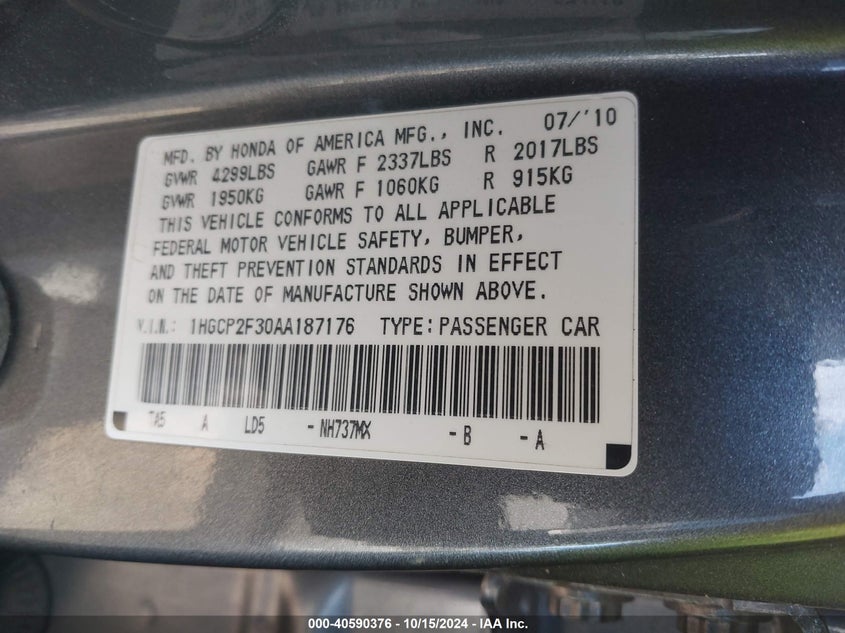 MFD. BY HONDA OF AMERICA MFG., INC. 07/'10
GVWR 4299LBS GAWR F 2337LBS R 2017LBS
GVWR 1950KG GAWR F 1060KG R 915KG
THIS VEHICLE CONFORMS TO ALL APPLICABLE
FEDERAL MOTOR VEHICLE SAFETY, BUMPER,
AND THEFT PREVENTION STANDARDS IN EFFECT
ON THE DATE OF MANUFACTURE SHOWN ABOVE.
V.I.N.: 1HGCP2F30AA187176 TYPE: PASSENGER CAR
TA5 A LD5 - NH737MX - B - A
000-40590376 - 10/15/2024 - IAA Inc.